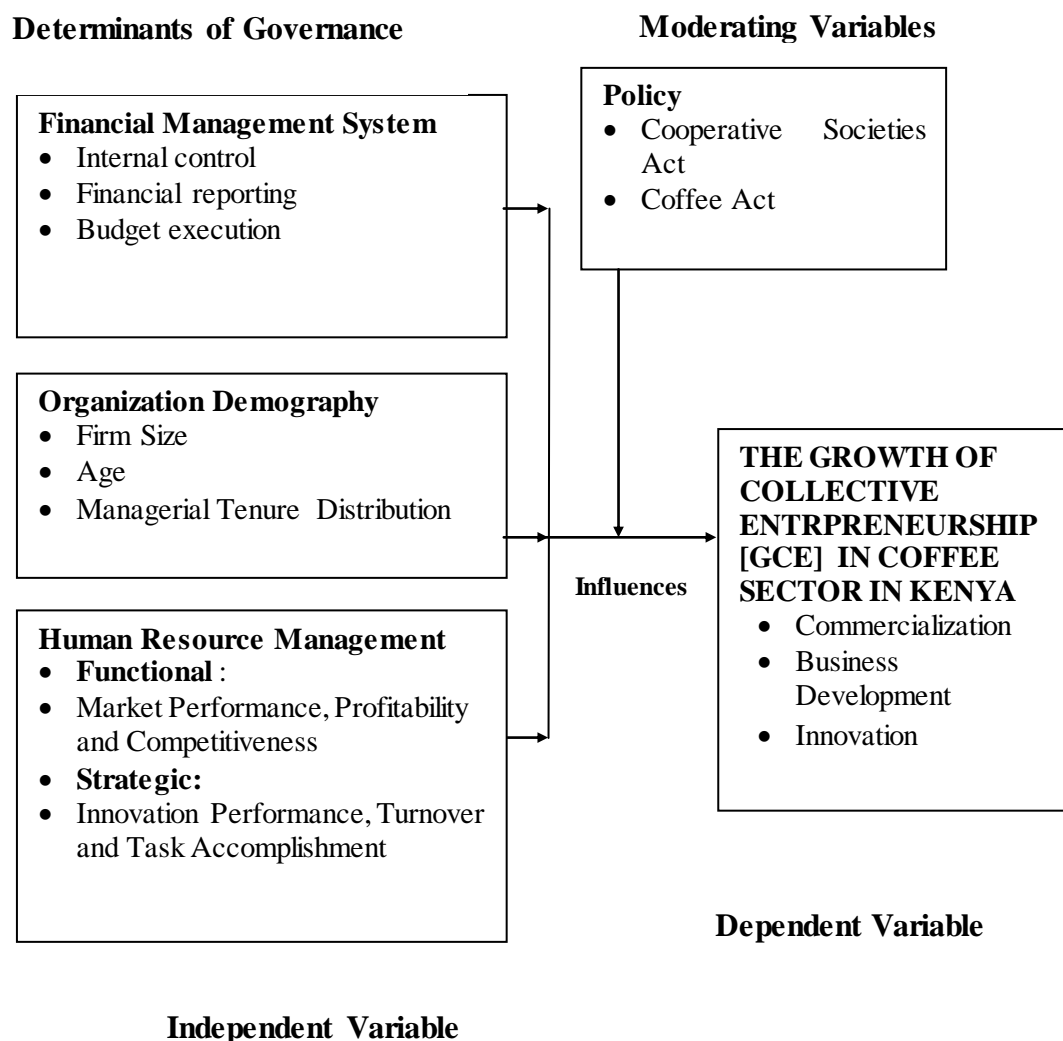 Determinants of Governance
Moderating Variables
Financial Management System
• Internal control
• Financial reporting
• Budget execution
Policy
• Cooperative Societies
Act
• Coffee Act
Organization Demography
• Firm Size
• Age
• Managerial Tenure Distribution
Human Resource Management
• Functional :
• Market Performance, Profitability
and Competitiveness
• Strategic:
• Innovation Performance, Turnover
and Task Accomplishment
Influences
THE GROWTH OF
COLLECTIVE
ENTRPRENEURSHIP
[GCE] IN COFFEE
SECTOR IN KENYA
• Commercialization
• Business
Development
• Innovation
Dependent Variable
Independent Variable